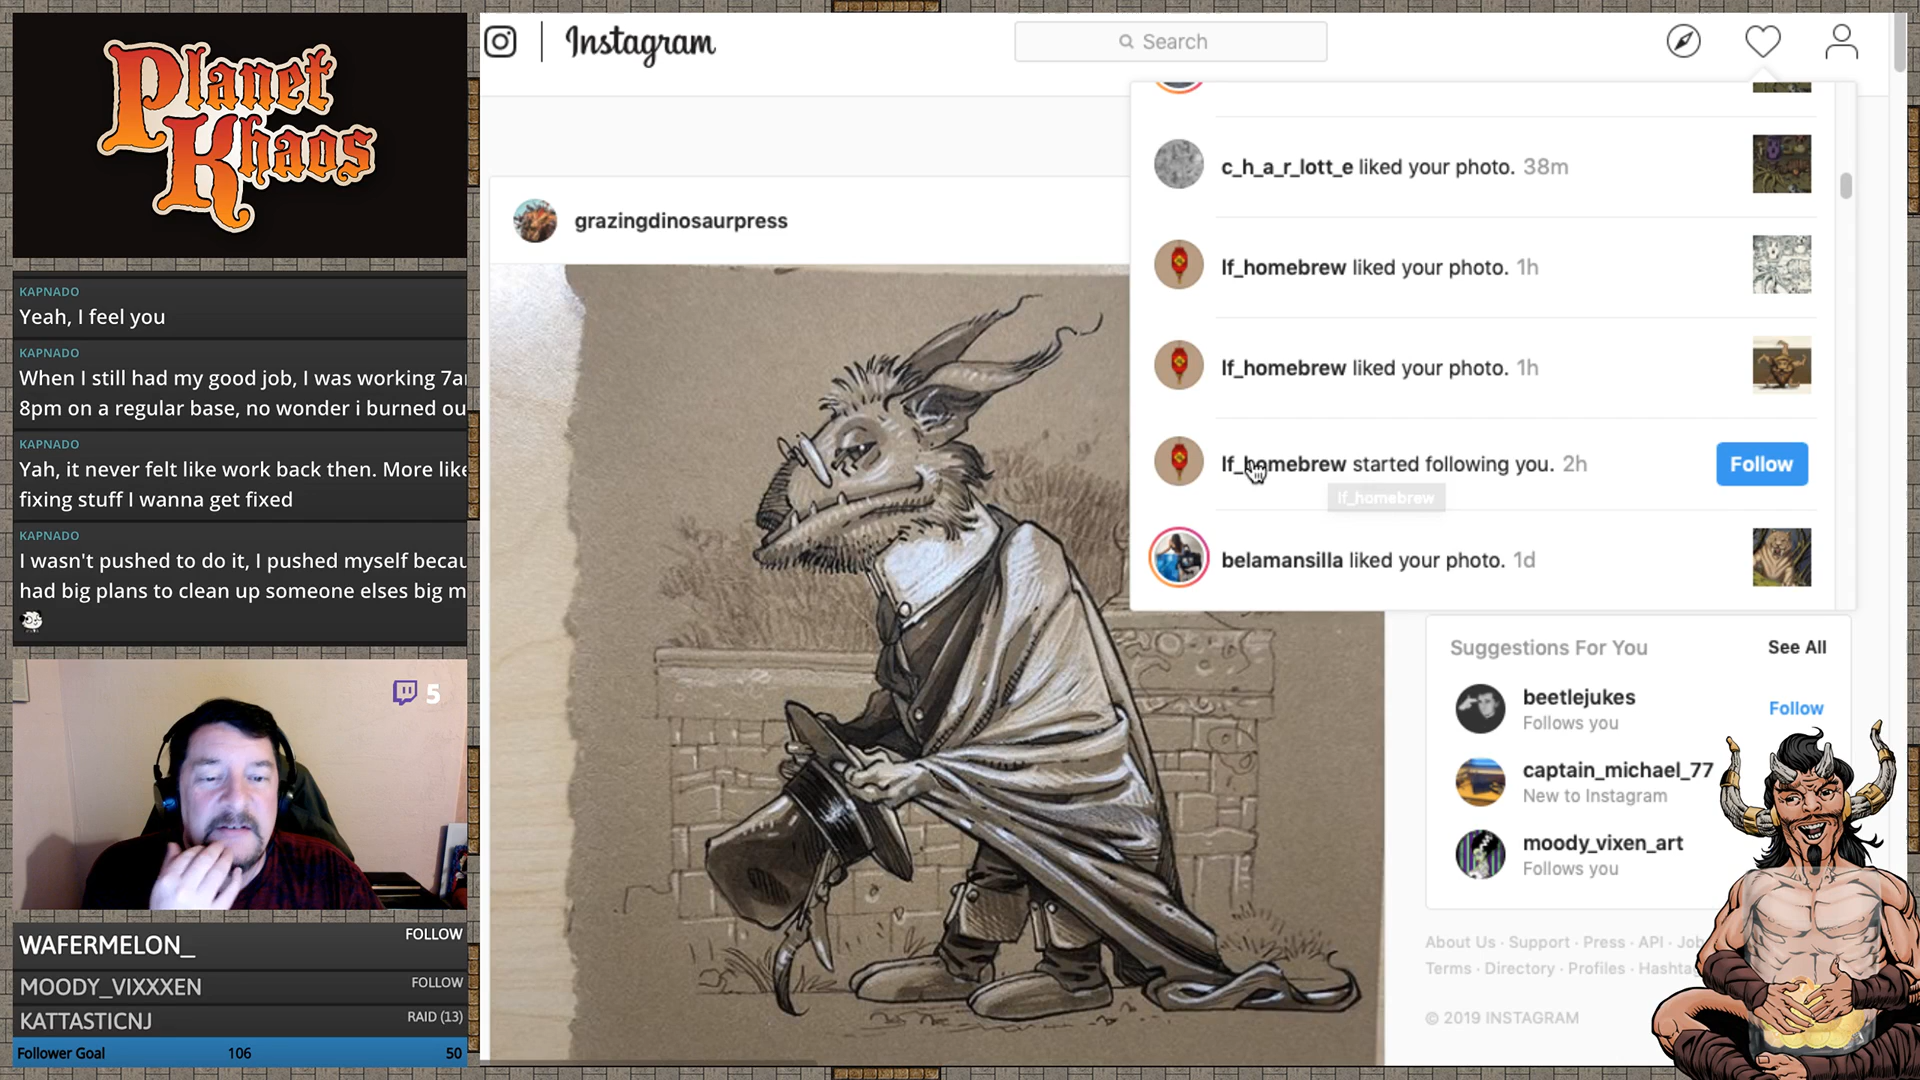 Planet
Khaos
KAPNADO
Yeah, I feel you
KAPNADO
When I still had my good job, I was working 7a
8pm on a regular base, no wonder i burned ou
KAPNADO
Yah, it never felt like work back then. More like
fixing stuff I wanna get fixed
KAPNADO
I wasn't pushed to do it, I pushed myself becau
had big plans to clean up someone elses big m
5
WAFERMELON_ FOLLOW
MOODY_VIXXXEN FOLLOW
KATTASTICNJ RAID (13)
Follower Goal 106 50
Instagram
Search
grazingdinosaurpress
c_h_a_r_lott_e liked your photo. 38m
lf_homebrew liked your photo. 1h
lf_homebrew liked your photo. 1h
lf_homebrew started following you. 2h
Follow
lf_homebrew
belamansilla liked your photo. 1d
Suggestions For You See All
beetlejukes
Follows you
Follow
captain_michael_77
New to Instagram
moody_vixen_art
Follows you
About Us · Support · Press · API · Job
Terms · Directory · Profiles · Hashta
© 2019 INSTAGRAM